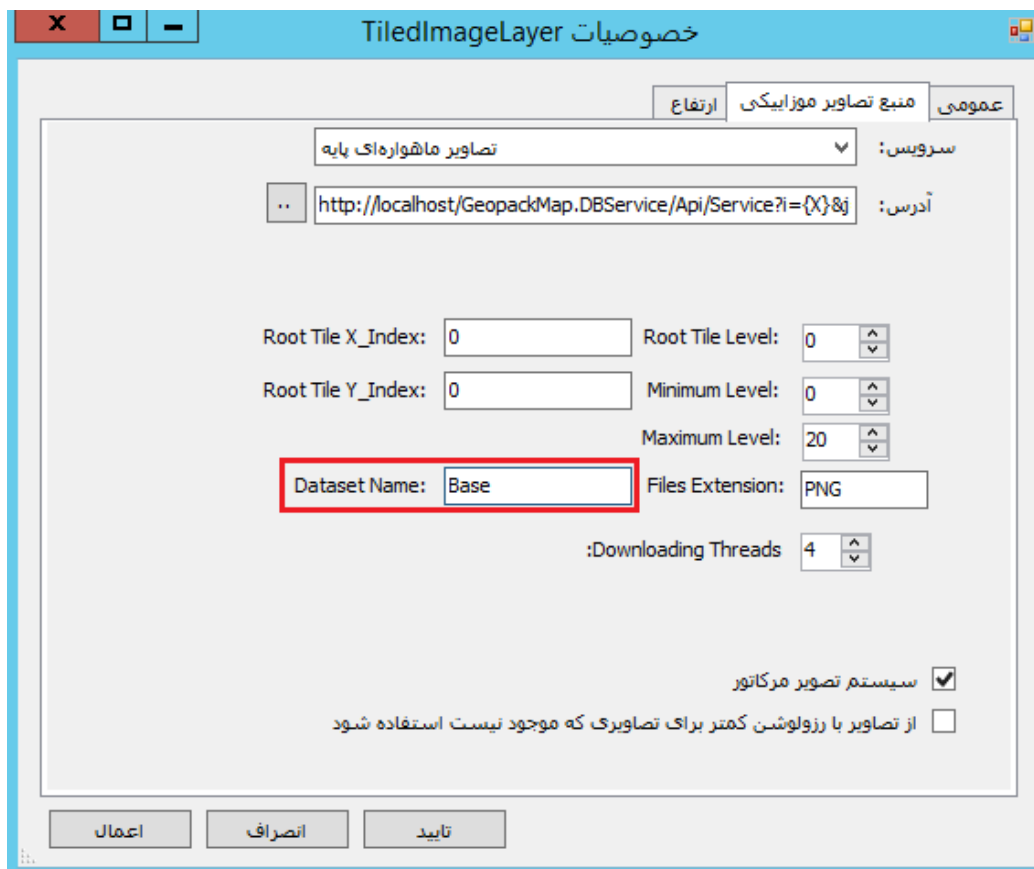 خصوصیات TiledImageLayer
عمومی منبع تصاویر موزاییکی ارتفاع
سرویس: تصاویر ماهواره‌ای پایه
آدرس: http://localhost/GeopackMap.DBService/Api/Service?i={X}&j ..
Root Tile X_Index: 0 Root Tile Level: 0
Root Tile Y_Index: 0 Minimum Level: 0
Maximum Level: 20
Dataset Name: Base Files Extension: PNG
:Downloading Threads 4
سیستم تصویر مرکاتور
از تصاویر با رزولوشن کمتر برای تصاویری که موجود نیست استفاده شود
تایید انصراف اعمال